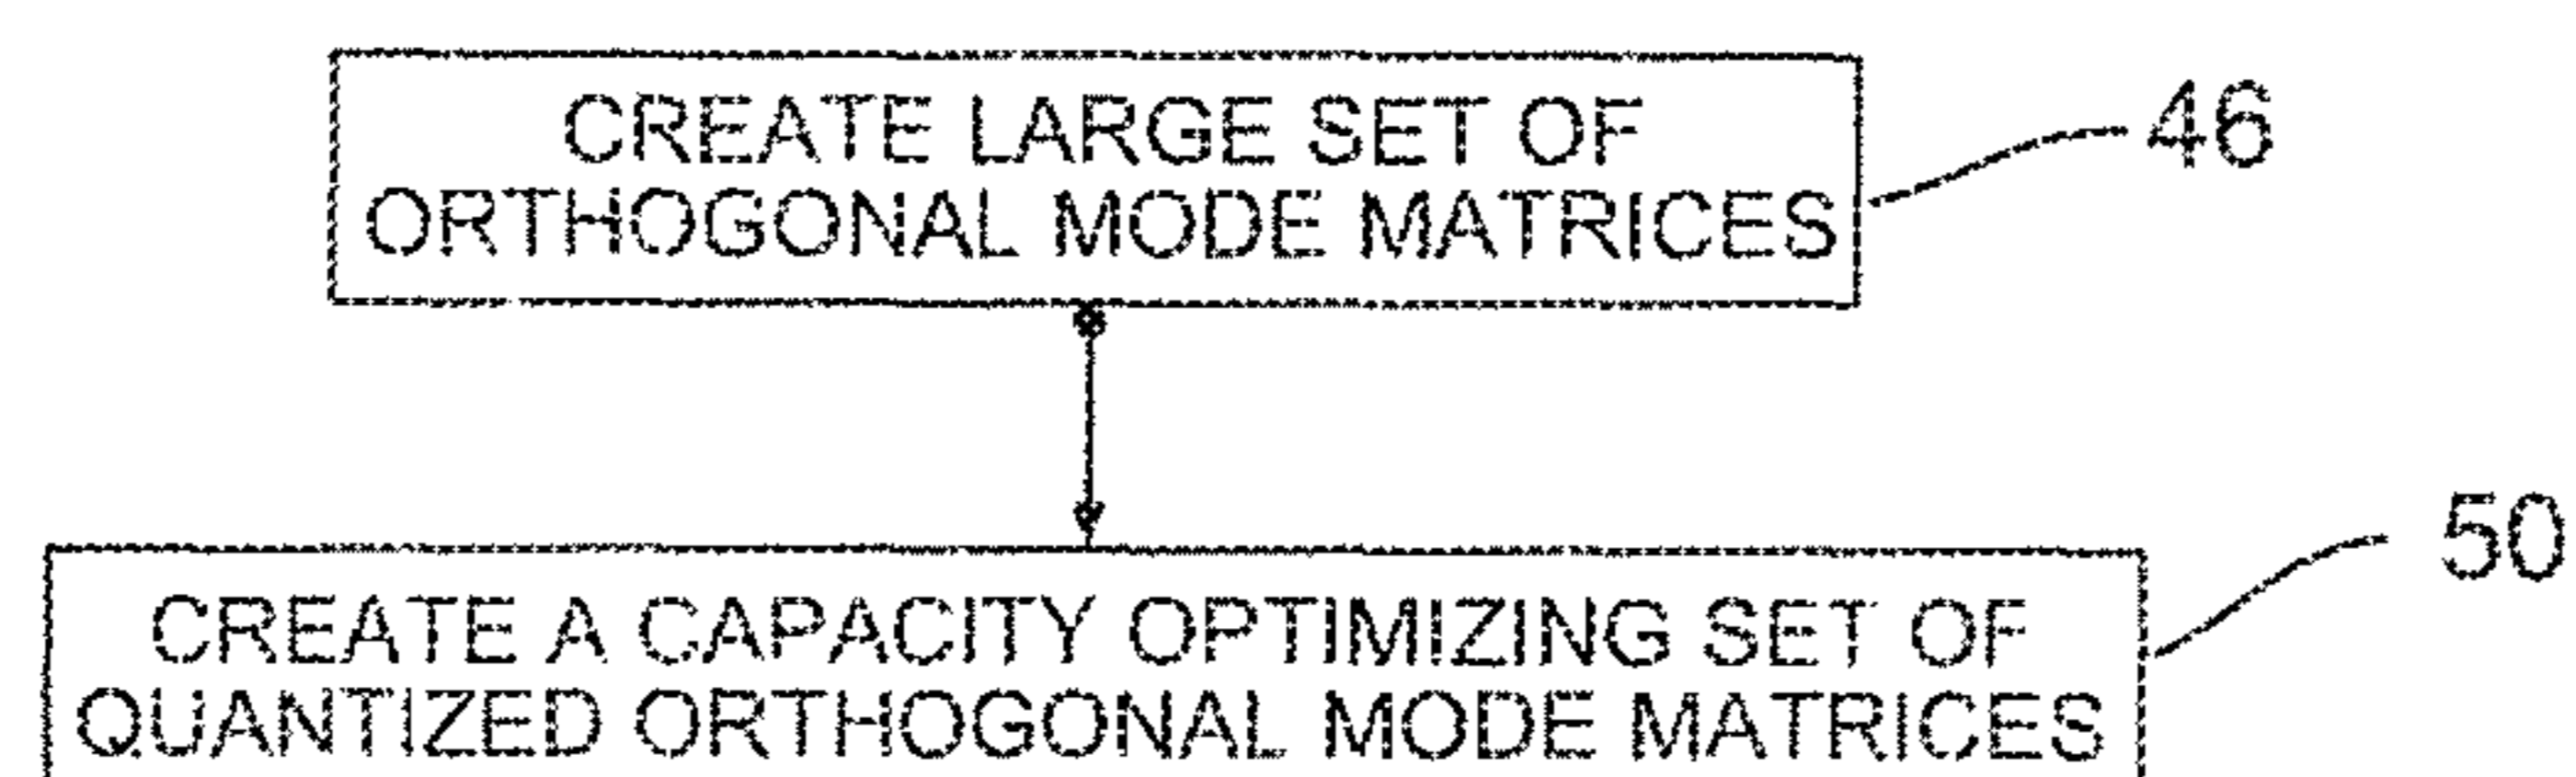 CREATE LARGE SET OF
ORTHOGONAL MODE MATRICES
46
50
CREATE A CAPACITY OPTIMIZING SET OF
QUANTIZED ORTHOGONAL MODE MATRICES